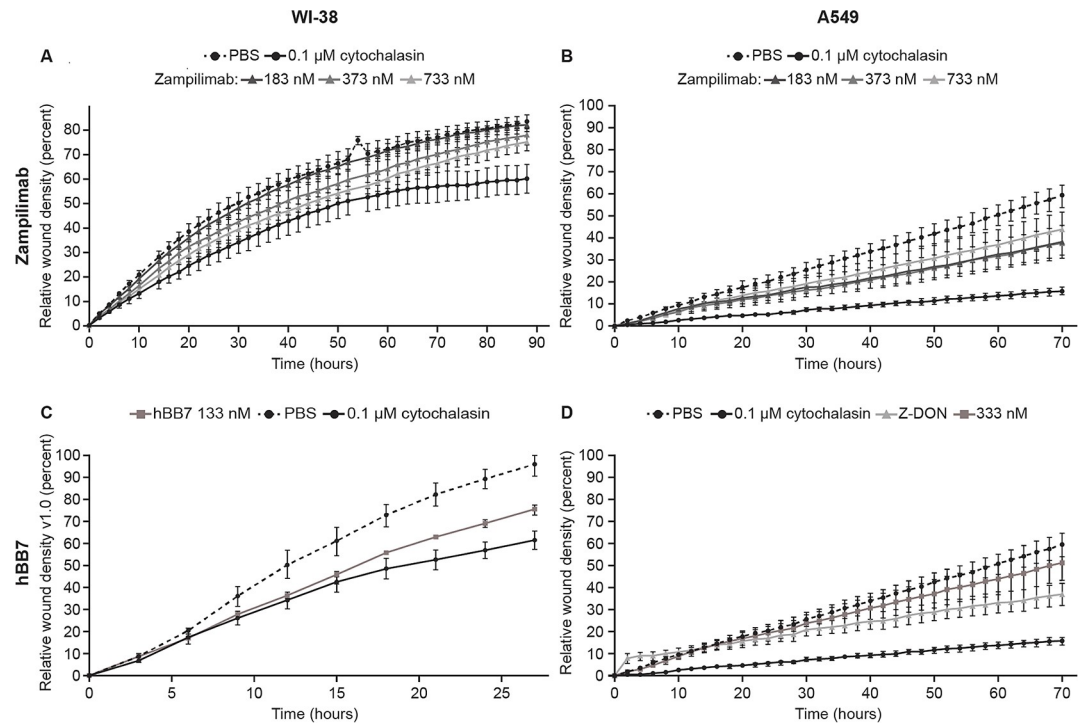 WI-38
A549
A
PBS 0.1 µM cytochalasin
Zampilimab: 183 nM 373 nM 733 nM
B
PBS 0.1 µM cytochalasin
Zampilimab: 183 nM 373 nM 733 nM
Zampilimab
Relative wound density (percent)
80
70
60
50
40
30
20
10
0
0 10 20 30 40 50 60 70 80 90
Time (hours)
Relative wound density (percent)
100
90
80
70
60
50
40
30
20
10
0
0 10 20 30 40 50 60 70
Time (hours)
C
hBB7 133 nM PBS 0.1 µM cytochalasin
D
PBS 0.1 µM cytochalasin Z-DON 333 nM
hBB7
Relative wound density v1.0 (percent)
100
90
80
70
60
50
40
30
20
10
0
0 5 10 15 20 25
Time (hours)
Relative wound density (percent)
100
90
80
70
60
50
40
30
20
10
0
0 10 20 30 40 50 60 70
Time (hours)